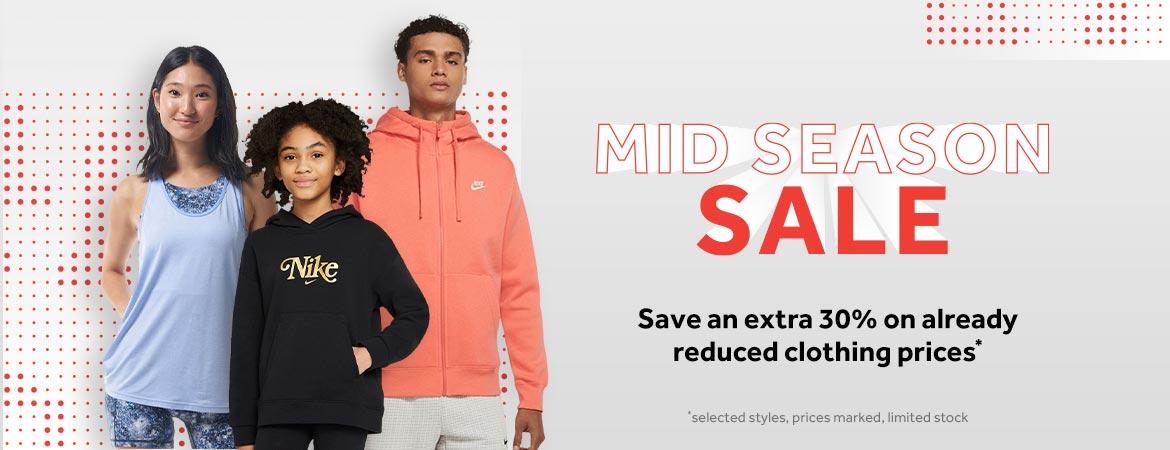 MID SEASON
SALE
Save an extra 30% on already
reduced clothing prices*
*selected styles, prices marked, limited stock
Nike